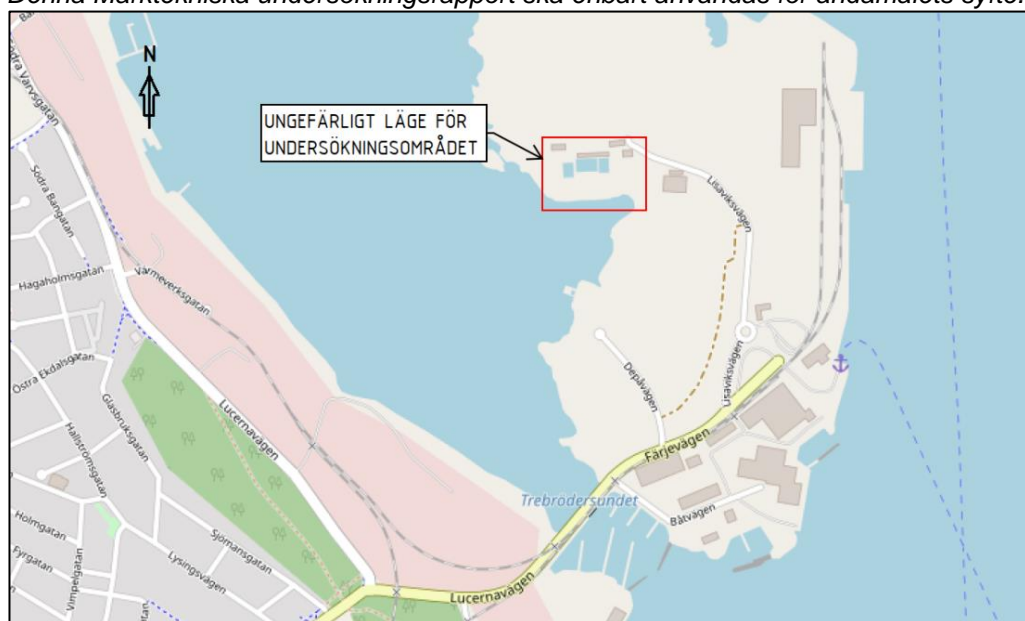 Denna Marktekniska undersökningsrapport ska enbart användas för ändamålets syfte.
N
UNGEFÄRLIGT LÄGE FÖR
UNDERSÖKNINGSOMRÅDET
Södra Varvsgatan
Södra Bangatan
Hagaholmsgatan
Värmeverksgatan
Östra Ekdalsgatan
Glasbruksgatan
Hallströmsgatan
Lucernavägen
Holmgatan
Fyrgatan
Vimpelgatan
Lysingsvägen
Sjömansgatan
Lucernavägen
Lisaviksvägen
Lisaviksvägen
Depåvägen
Färjevägen
Trebrödersundet
Båtvägen